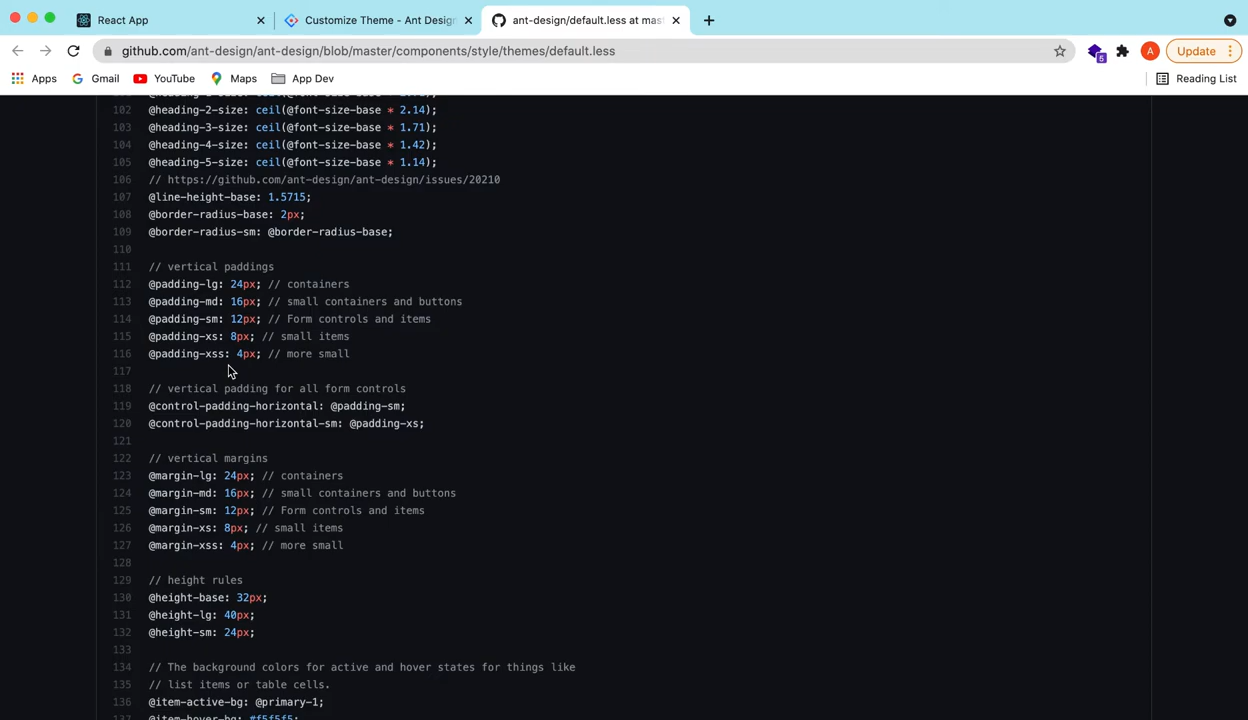 React App
Customize Theme - Ant Design
ant-design/default.less at mas
github.com/ant-design/ant-design/blob/master/components/style/themes/default.less
6
A
Update
Apps
Gmail
YouTube
Maps
App Dev
Reading List
102 @heading-2-size: ceil(@font-size-base * 2.14);
103 @heading-3-size: ceil(@font-size-base * 1.71);
104 @heading-4-size: ceil(@font-size-base * 1.42);
105 @heading-5-size: ceil(@font-size-base * 1.14);
106 // https://github.com/ant-design/ant-design/issues/20210
107 @line-height-base: 1.5715;
108 @border-radius-base: 2px;
109 @border-radius-sm: @border-radius-base;
110
111 // vertical paddings
112 @padding-lg: 24px; // containers
113 @padding-md: 16px; // small containers and buttons
114 @padding-sm: 12px; // Form controls and items
115 @padding-xs: 8px; // small items
116 @padding-xss: 4px; // more small
117
118 // vertical padding for all form controls
119 @control-padding-horizontal: @padding-sm;
120 @control-padding-horizontal-sm: @padding-xs;
121
122 // vertical margins
123 @margin-lg: 24px; // containers
124 @margin-md: 16px; // small containers and buttons
125 @margin-sm: 12px; // Form controls and items
126 @margin-xs: 8px; // small items
127 @margin-xss: 4px; // more small
128
129 // height rules
130 @height-base: 32px;
131 @height-lg: 40px;
132 @height-sm: 24px;
133
134 // The background colors for active and hover states for things like
135 // list items or table cells.
136 @item-active-bg: @primary-1;
137 @item-hover-bg: #f5f5f5;